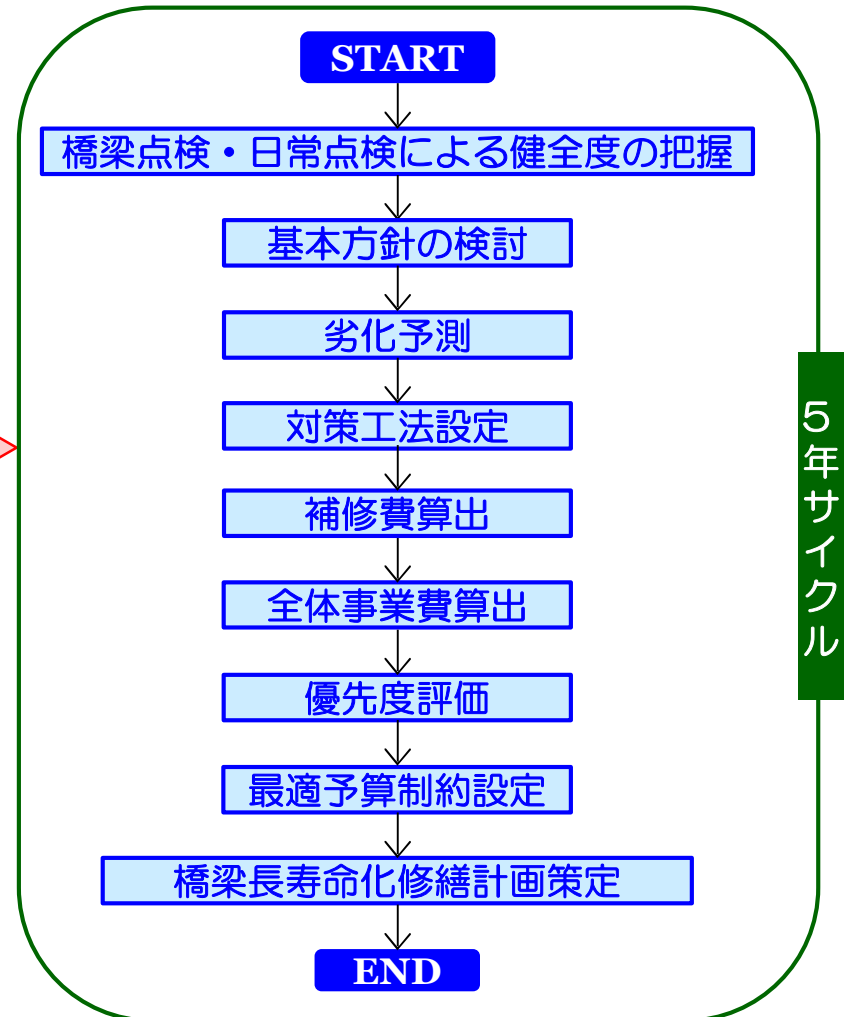 START
橋梁点検・日常点検による健全度の把握
基本方針の検討
劣化予測
対策工法設定
補修費算出
全体事業費算出
優先度評価
最適予算制約設定
橋梁長寿命化修繕計画策定
END
5年サイクル